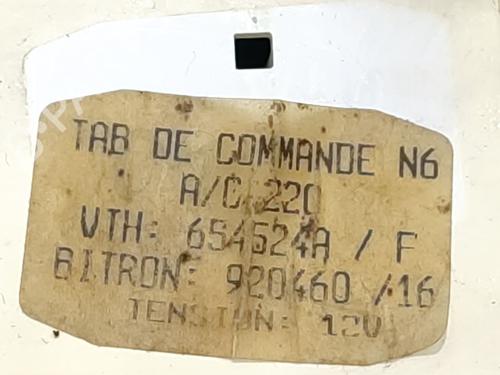 TAB DE COMMANDE N6
A/C 220
VTH: 654524A / F
BITRON: 920460 /16
TENSION: 12V